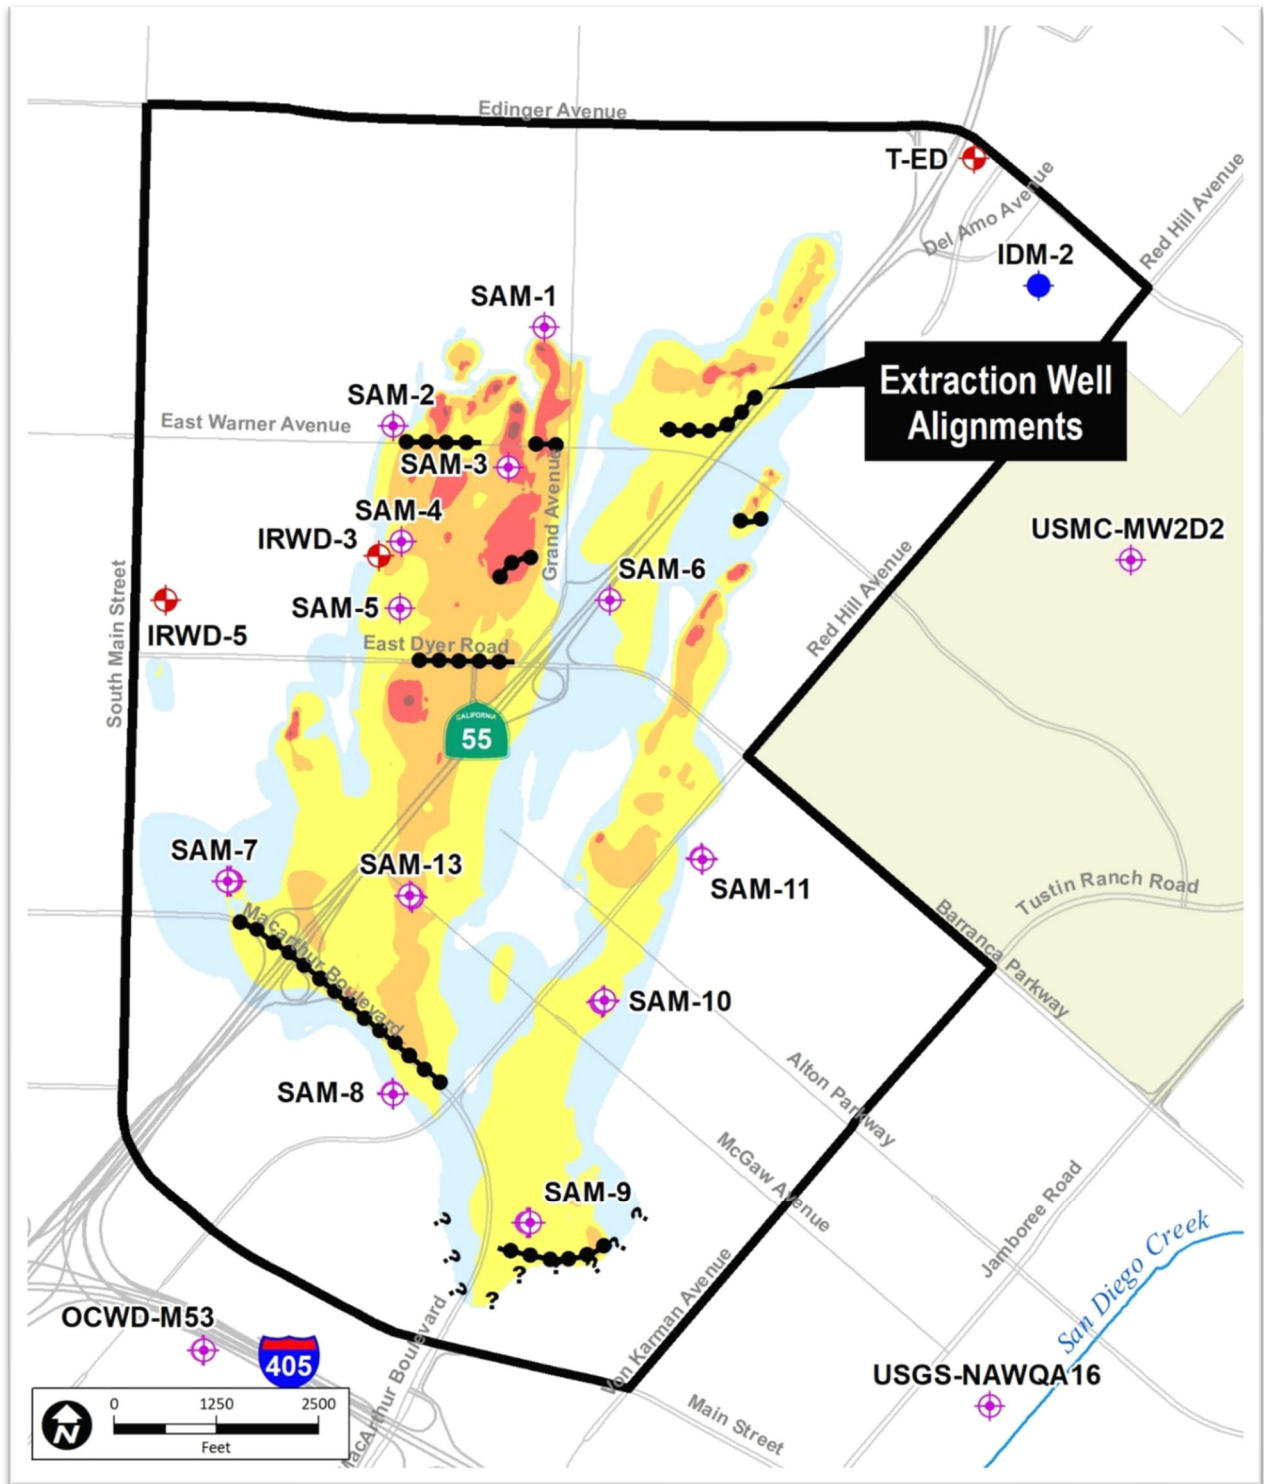 Edinger Avenue
T-ED
Del Amo Avenue
Red Hill Avenue
IDM-2
SAM-1
Extraction Well
Alignments
SAM-2
East Warner Avenue
SAM-3
SAM-4
IRWD-3
Grand Avenue
USMC-MW2D2
SAM-6
Red Hill Avenue
SAM-5
IRWD-5
South Main Street
East Dyer Road
CALIFORNIA
55
SAM-7
SAM-13
SAM-11
Tustin Ranch Road
Barranca Parkway
Macarthur Boulevard
SAM-10
SAM-8
Alton Parkway
McGaw Avenue
SAM-9
Jamboree Road
San Diego Creek
?
?
?
?
?
?
?
?
?
Von Karman Avenue
OCWD-M53
405
MacArthur Boulevard
USGS-NAWQA16
Main Street
N
0 1250 2500
Feet